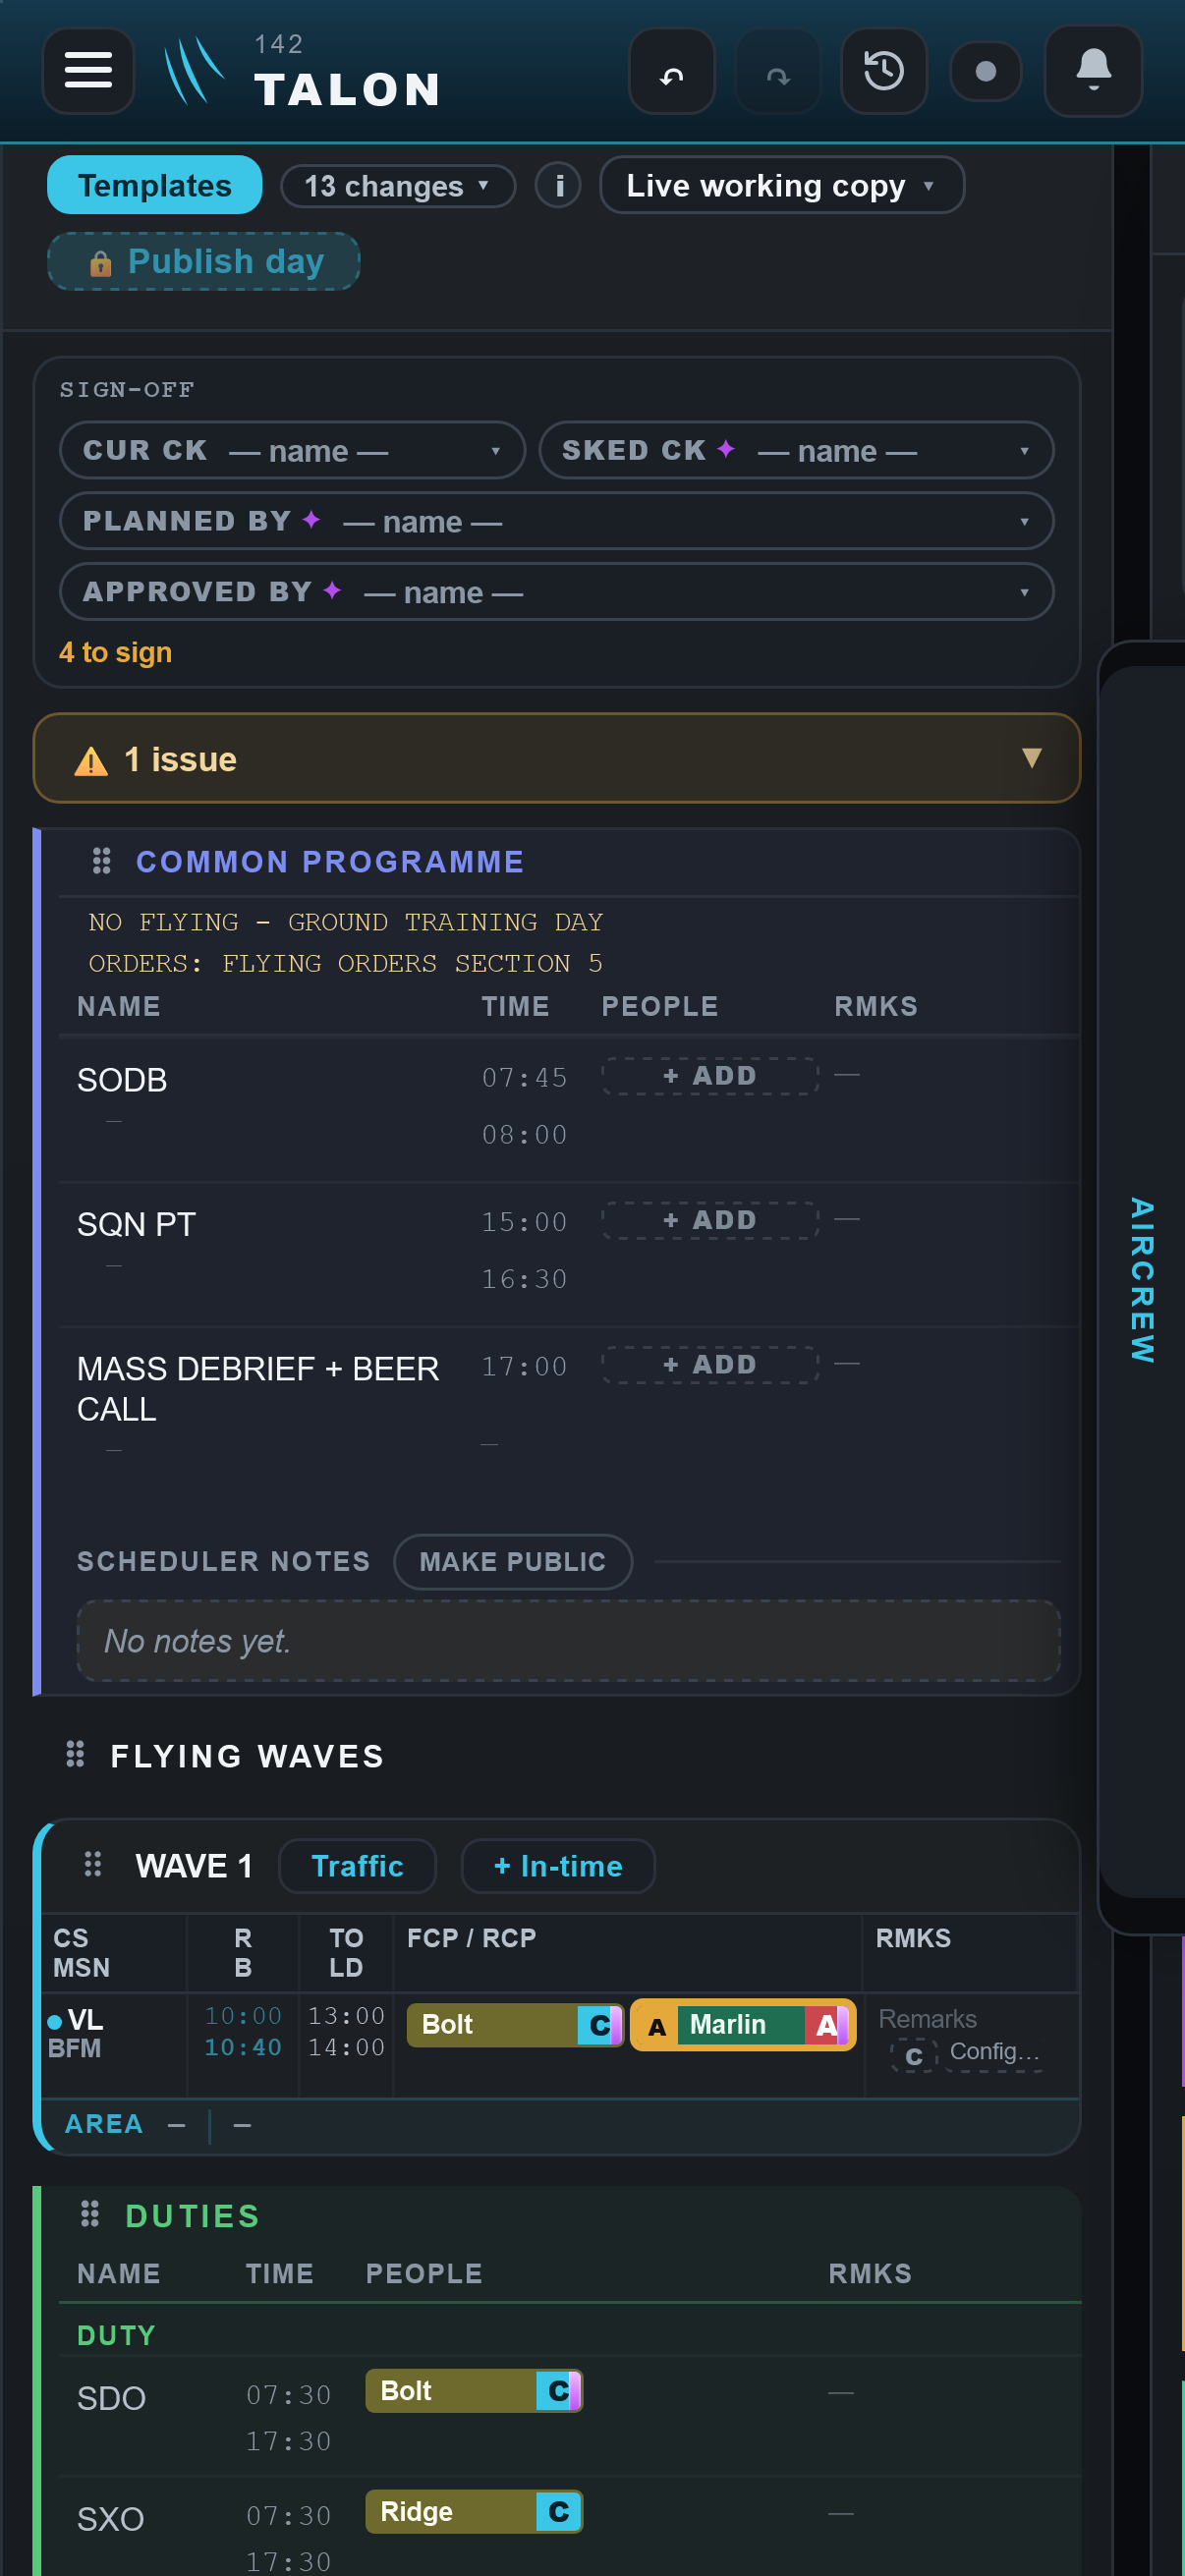 142
TALON
Templates 13 changes ▾ i Live working copy ▾
Publish day
SIGN-OFF
CUR CK — name — ▾ SKED CK ✦ — name — ▾
PLANNED BY ✦ — name — ▾
APPROVED BY ✦ — name — ▾
4 to sign
1 issue ▼
COMMON PROGRAMME
NO FLYING - GROUND TRAINING DAY
ORDERS: FLYING ORDERS SECTION 5
NAME TIME PEOPLE RMKS
SODB 07:45 + ADD —
— 08:00
SQN PT 15:00 + ADD —
— 16:30
MASS DEBRIEF + BEER 17:00 + ADD —
CALL
— —
SCHEDULER NOTES MAKE PUBLIC
No notes yet.
FLYING WAVES
WAVE 1 Traffic + In-time
CS R TO FCP / RCP RMKS
MSN B LD
VL 10:00 13:00 Bolt C A Marlin A Remarks
BFM 10:40 14:00 C Config...
AREA — —
DUTIES
NAME TIME PEOPLE RMKS
DUTY
SDO 07:30 Bolt C —
17:30
SXO 07:30 Ridge C —
17:30
AIRCREW